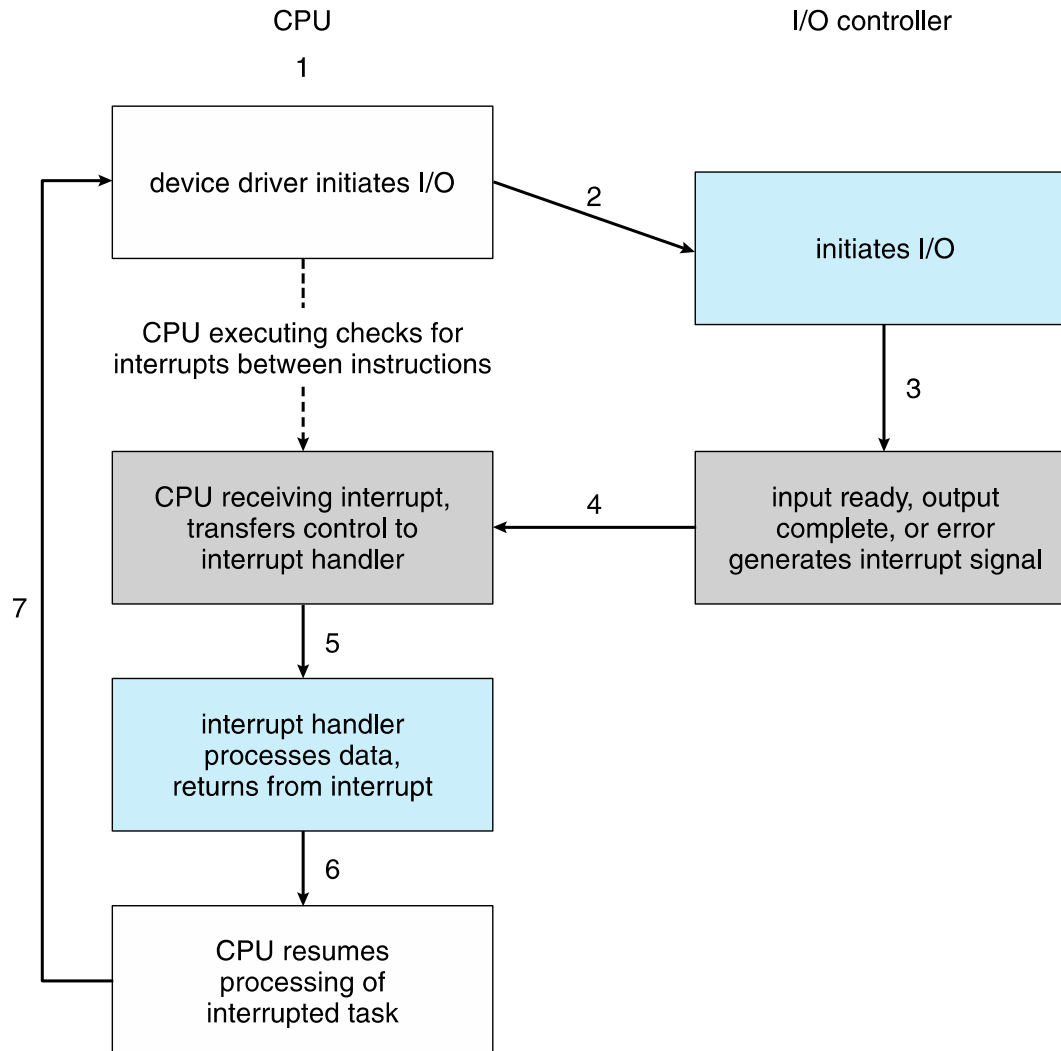 CPU
I/O controller
1
device driver initiates I/O
2
initiates I/O
CPU executing checks for
interrupts between instructions
3
CPU receiving interrupt,
transfers control to
interrupt handler
4
input ready, output
complete, or error
generates interrupt signal
7
5
interrupt handler
processes data,
returns from interrupt
6
CPU resumes
processing of
interrupted task